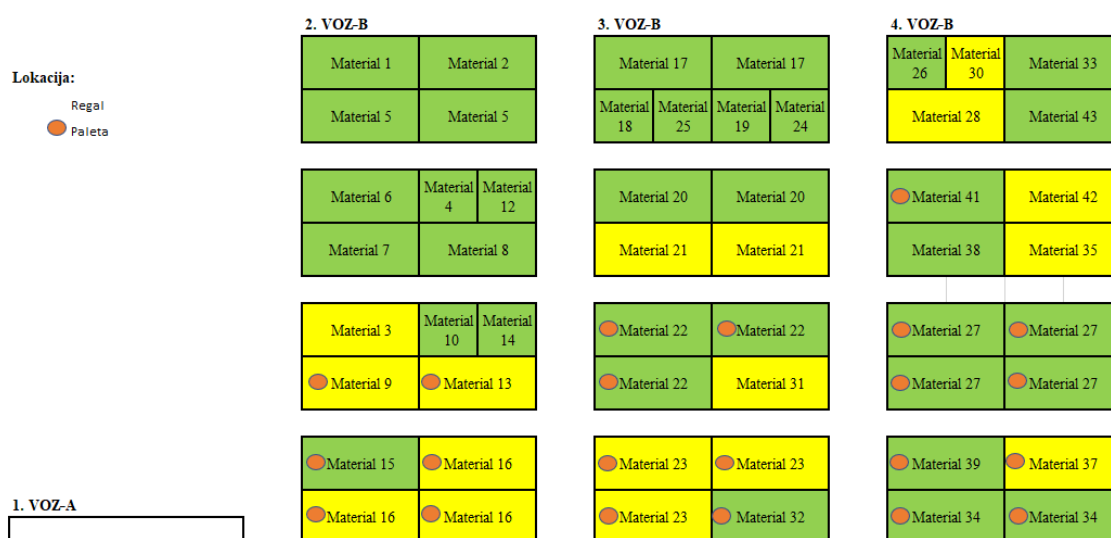 2. VOZ-B
3. VOZ-B
4. VOZ-B
Lokacija:
Regal
Paleta
Material 1
Material 2
Material 5
Material 5
Material 6
Material
4
Material
12
Material 7
Material 8
Material 3
Material
10
Material
14
Material 9
Material 13
Material 15
Material 16
Material 16
Material 16
Material 17
Material 17
Material
18
Material
25
Material
19
Material
24
Material 20
Material 20
Material 21
Material 21
Material 22
Material 22
Material 22
Material 31
Material 23
Material 23
Material 23
Material 32
Material
26
Material
30
Material 33
Material 28
Material 43
Material 41
Material 42
Material 38
Material 35
Material 27
Material 27
Material 27
Material 27
Material 39
Material 37
Material 34
Material 34
1. VOZ-A